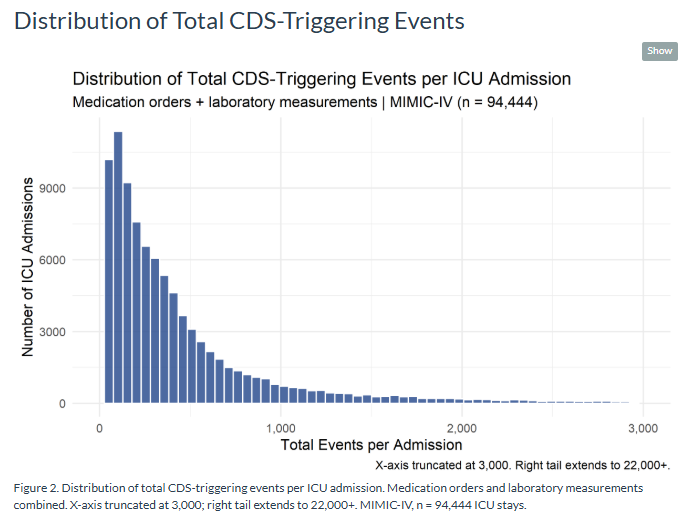 Distribution of Total CDS-Triggering Events
Show
Distribution of Total CDS-Triggering Events per ICU Admission
Medication orders + laboratory measurements | MIMIC-IV (n = 94,444)
Number of ICU Admissions
9000
6000
3000
0
0
1,000
2,000
3,000
Total Events per Admission
X-axis truncated at 3,000. Right tail extends to 22,000+.
Figure 2. Distribution of total CDS-triggering events per ICU admission. Medication orders and laboratory measurements
combined. X-axis truncated at 3,000; right tail extends to 22,000+. MIMIC-IV, n = 94,444 ICU stays.